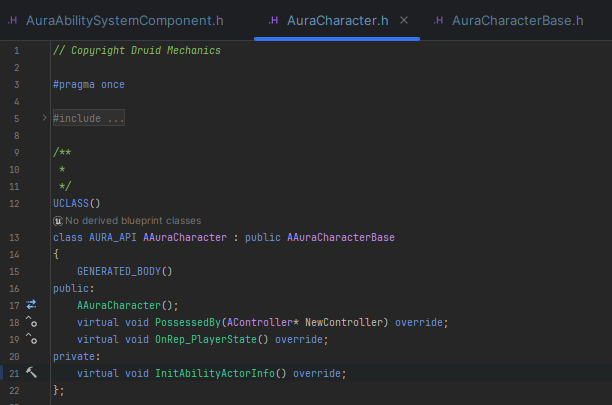 .H AuraAbilitySystemComponent.h .H AuraCharacter.h × .H AuraCharacterBase.h
1 // Copyright Druid Mechanics
2
3 #pragma once
4
5 #include ...
8
9 /**
10 *
11 */
12 UCLASS()
No derived blueprint classes
13 class AURA_API AAuraCharacter : public AAuraCharacterBase
14 {
15 GENERATED_BODY()
16 public:
17 AAuraCharacter();
18 virtual void PossessedBy(AController* NewController) override;
19 virtual void OnRep_PlayerState() override;
20 private:
21 virtual void InitAbilityActorInfo() override;
22 };